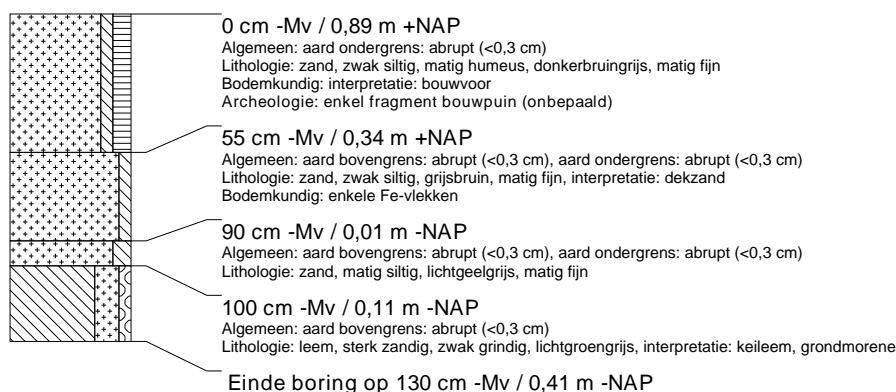 0 cm -Mv / 0,89 m +NAP
Algemeen: aard ondergrens: abrupt (<0,3 cm)
Lithologie: zand, zwak siltig, matig humeus, donkerbruingrijs, matig fijn
Bodemkundig: interpretatie: bouwvoor
Archeologie: enkel fragment bouwpuin (onbepaald)
55 cm -Mv / 0,34 m +NAP
Algemeen: aard bovengrens: abrupt (<0,3 cm), aard ondergrens: abrupt (<0,3 cm)
Lithologie: zand, zwak siltig, grijsbruin, matig fijn, interpretatie: dekzand
Bodemkundig: enkele Fe-vlekken
90 cm -Mv / 0,01 m -NAP
Algemeen: aard bovengrens: abrupt (<0,3 cm), aard ondergrens: abrupt (<0,3 cm)
Lithologie: zand, matig siltig, lichtgeelgrijs, matig fijn
100 cm -Mv / 0,11 m -NAP
Algemeen: aard bovengrens: abrupt (<0,3 cm)
Lithologie: leem, sterk zandig, zwak grindig, lichtgroengrijs, interpretatie: keileem, grondmorene
Einde boring op 130 cm -Mv / 0,41 m -NAP